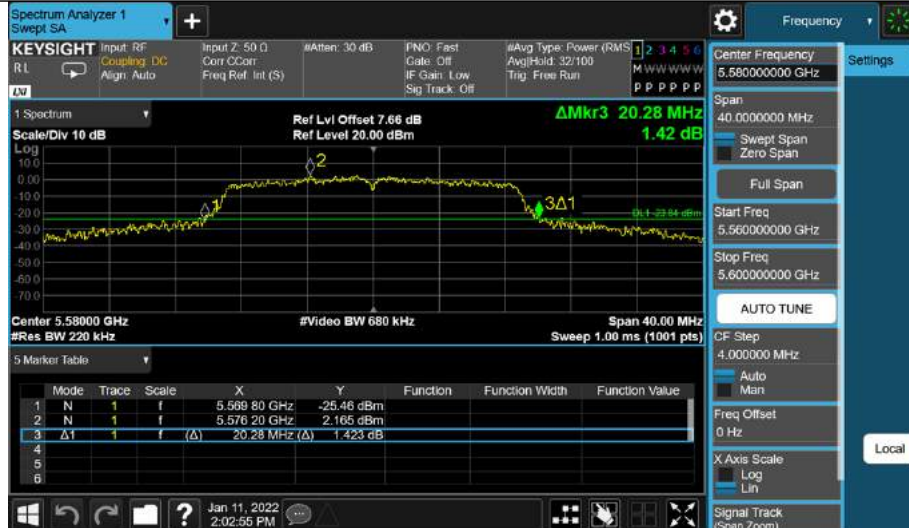 Spectrum Analyzer 1
Swept SA
+
Frequency
KEYSIGHT Input: RF Input Z: 50 Ω #Atten: 30 dB PNO: Fast #Avg Type: Power (RMS 1 2 3 4 5 6
RL Coupling: DC Corr CCorr Gate: Off Avg|Hold: 32/100 M W W W W W
Align: Auto Freq Ref: Int (S) IF Gain: Low Trig: Free Run
Sig Track: Off P P P P P P
LXI
1 Spectrum
Scale/Div 10 dB
Ref Lvl Offset 7.66 dB
Ref Level 20.00 dBm
ΔMkr3 20.28 MHz
1.42 dB
Log
10.0
0.00
-10.0
-20.0
-30.0
-40.0
-50.0
-60.0
-70.0
1
2
3Δ1
DL1 -23.84 dBm
Center 5.58000 GHz #Video BW 680 kHz Span 40.00 MHz
#Res BW 220 kHz Sweep 1.00 ms (1001 pts)
5 Marker Table
Mode Trace Scale X Y Function Function Width Function Value
1 N 1 f 5.569 80 GHz -25.46 dBm
2 N 1 f 5.576 20 GHz 2.165 dBm
3 Δ1 1 f (Δ) 20.28 MHz (Δ) 1.423 dB
4
5
6
?
Jan 11, 2022
2:02:55 PM
Center Frequency
5.580000000 GHz
Span
40.0000000 MHz
Swept Span
Zero Span
Full Span
Start Freq
5.560000000 GHz
Stop Freq
5.600000000 GHz
AUTO TUNE
CF Step
4.000000 MHz
Auto
Man
Freq Offset
0 Hz
X Axis Scale
Log
Lin
Signal Track
(Span Zoom)
Settings
Local